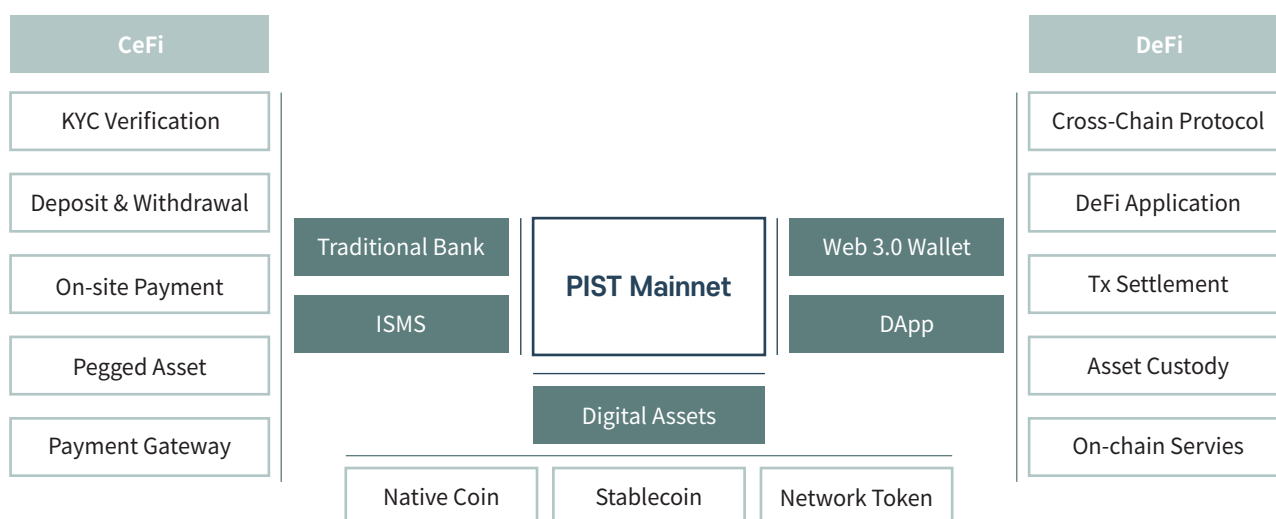 CeFi
KYC Verification
Deposit & Withdrawal
On-site Payment
Pegged Asset
Payment Gateway
Traditional Bank
ISMS
PIST Mainnet
Web 3.0 Wallet
DApp
Digital Assets
Native Coin
Stablecoin
Network Token
DeFi
Cross-Chain Protocol
DeFi Application
Tx Settlement
Asset Custody
On-chain Servies